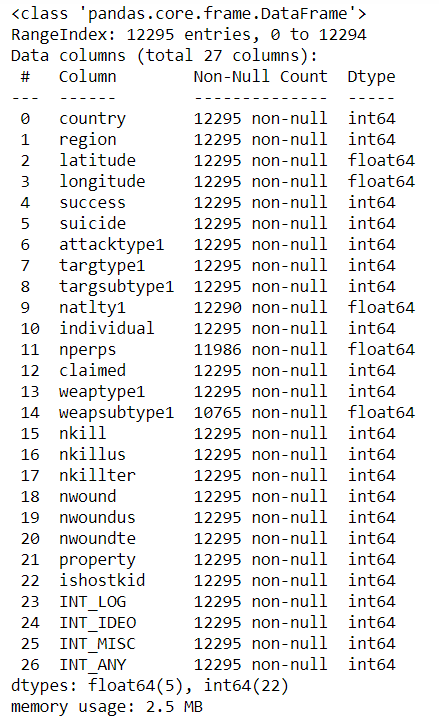 <class 'pandas.core.frame.DataFrame'>
RangeIndex: 12295 entries, 0 to 12294
Data columns (total 27 columns):
 #   Column        Non-Null Count  Dtype
---  ------        --------------  -----
 0   country       12295 non-null  int64
 1   region        12295 non-null  int64
 2   latitude      12295 non-null  float64
 3   longitude     12295 non-null  float64
 4   success       12295 non-null  int64
 5   suicide       12295 non-null  int64
 6   attacktype1   12295 non-null  int64
 7   targtype1     12295 non-null  int64
 8   targsubtype1  12295 non-null  int64
 9   natlty1       12290 non-null  float64
 10  individual    12295 non-null  int64
 11  nperps        11986 non-null  float64
 12  claimed       12295 non-null  int64
 13  weaptype1     12295 non-null  int64
 14  weapsubtype1  10765 non-null  float64
 15  nkill         12295 non-null  int64
 16  nkillus       12295 non-null  int64
 17  nkillter      12295 non-null  int64
 18  nwound        12295 non-null  int64
 19  nwoundus      12295 non-null  int64
 20  nwoundte      12295 non-null  int64
 21  property      12295 non-null  int64
 22  ishostkid     12295 non-null  int64
 23  INT_LOG       12295 non-null  int64
 24  INT_IDEO      12295 non-null  int64
 25  INT_MISC      12295 non-null  int64
 26  INT_ANY       12295 non-null  int64
dtypes: float64(5), int64(22)
memory usage: 2.5 MB